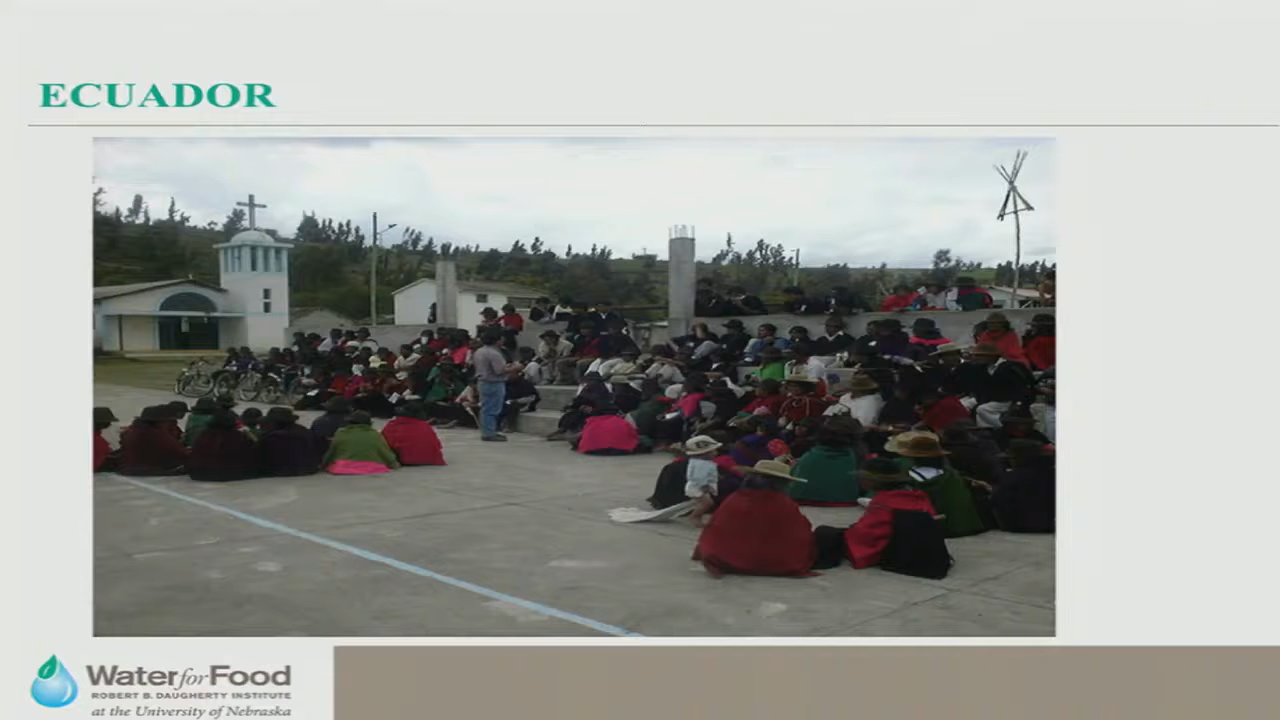 ECUADOR
Water for Food
ROBERT B. DAUGHERTY INSTITUTE
at the University of Nebraska